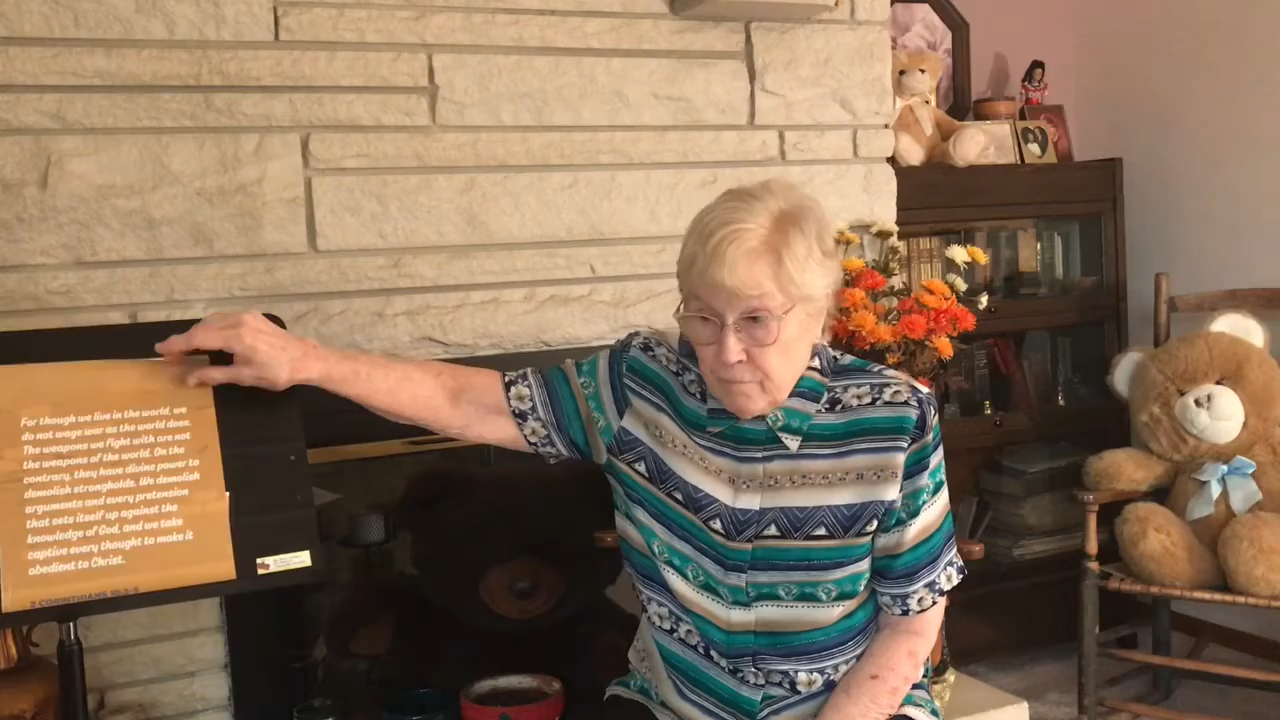 For though we live in the world, we
do not wage war as the world does.
The weapons we fight with are not
the weapons of the world. On the
contrary, they have divine power to
demolish strongholds. We demolish
arguments and every pretension
that sets itself up against the
knowledge of God, and we take
captive every thought to make it
obedient to Christ.
2 CORINTHIANS 10:3-5